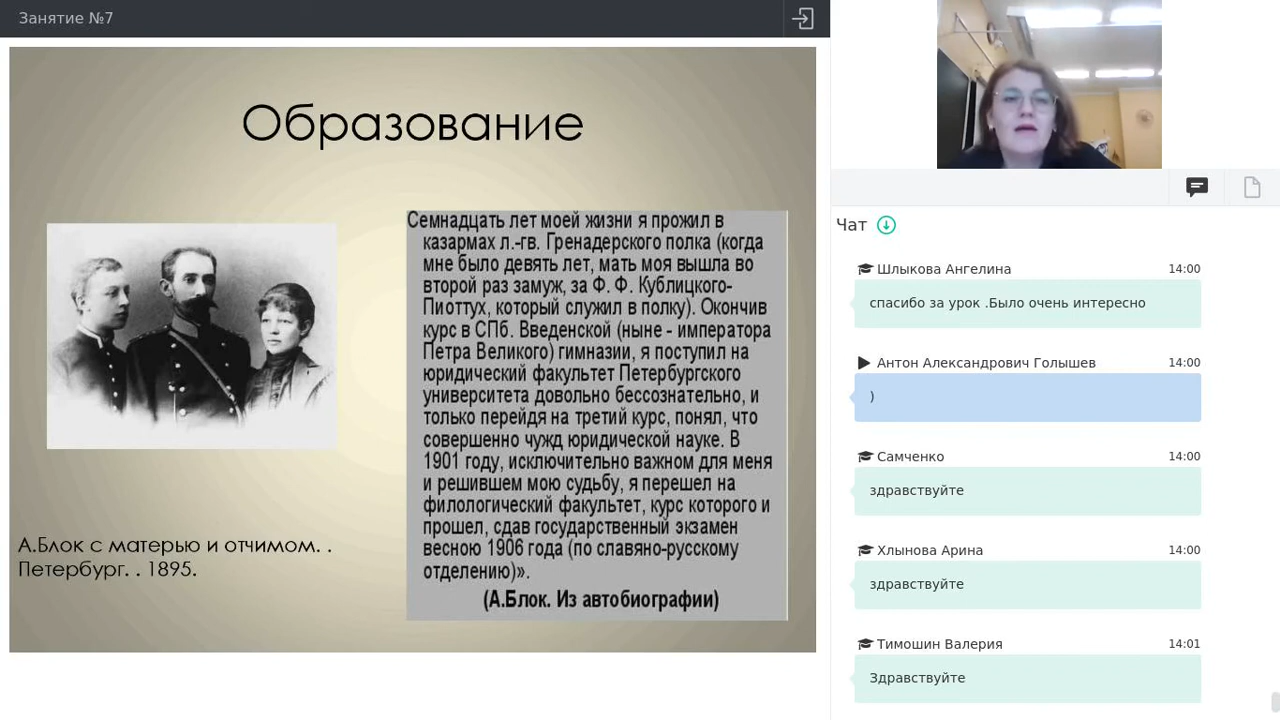 Занятие №7
Образование
Семнадцать лет моей жизни я прожил в
казармах л.-гв. Гренадерского полка (когда
мне было девять лет, мать моя вышла во
второй раз замуж, за Ф. Ф. Кублицкого-
Пиоттух, который служил в полку). Окончив
курс в СПб. Введенской (ныне - императора
Петра Великого) гимназии, я поступил на
юридический факультет Петербургского
университета довольно бессознательно, и
только перейдя на третий курс, понял, что
совершенно чужд юридической науке. В
1901 году, исключительно важном для меня
и решившем мою судьбу, я перешел на
филологический факультет, курс которого и
прошел, сдав государственный экзамен
весною 1906 года (по славяно-русскому
отделению)».
(А.Блок. Из автобиографии)
А.Блок с матерью и отчимом. .
Петербург. . 1895.
Чат
Шлыкова Ангелина 14:00
спасибо за урок .Было очень интересно
Антон Александрович Голышев 14:00
)
Самченко 14:00
здравствуйте
Хлынова Арина 14:00
здравствуйте
Тимошин Валерия 14:01
Здравствуйте